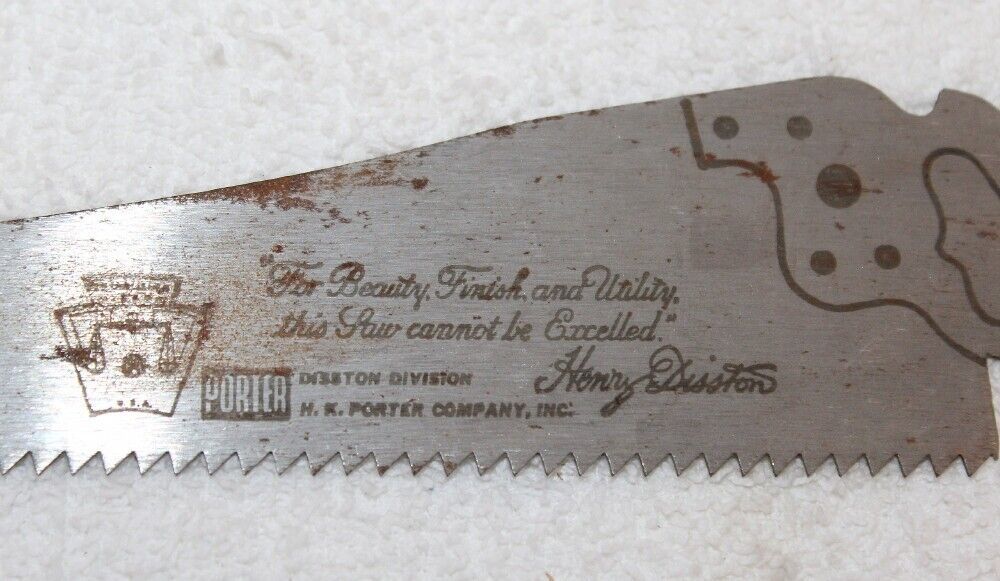 "For Beauty, Finish, and Utility,
this Saw cannot be Excelled."
Henry Disston
PORTER
DISSTON DIVISION
H. K. PORTER COMPANY, INC.
U.S.A.